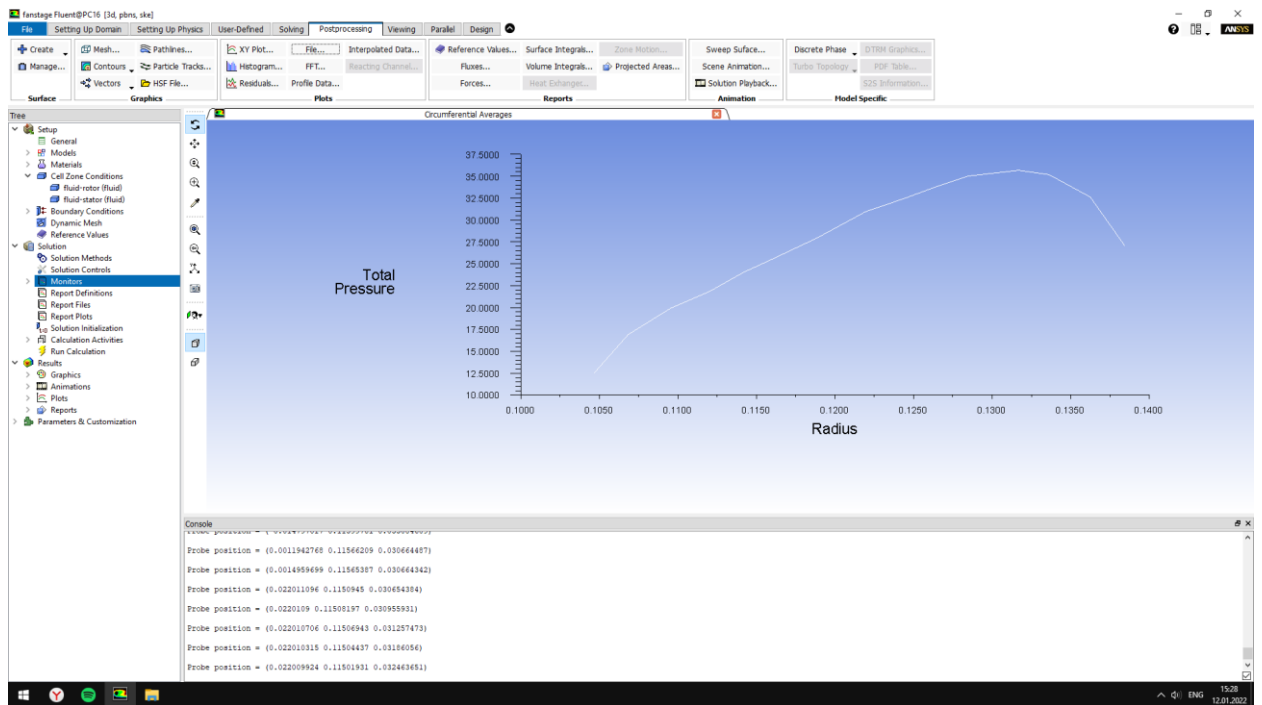 fanstage Fluent@PC16 [3d, pbns, ske]
File Setting Up Domain Setting Up Physics User-Defined Solving Postprocessing Viewing Parallel Design ANSYS
Create Mesh... Pathlines... XY Plot... File... Interpolated Data... Reference Values... Surface Integrals... Zone Motion... Sweep Suface... Discrete Phase DTRM Graphics...
Manage... Contours Particle Tracks... Histogram... FFT... Reacting Channel... Fluxes... Volume Integrals... Projected Areas... Scene Animation... Turbo Topology PDF Table...
Vectors HSF File... Residuals... Profile Data... Forces... Heat Exhanger... Solution Playback... S2S Information...
Surface Graphics Plots Reports Animation Model Specific
Tree
Setup
General
Models
Materials
Cell Zone Conditions
fluid-rotor (fluid)
fluid-stator (fluid)
Boundary Conditions
Dynamic Mesh
Reference Values
Solution
Solution Methods
Solution Controls
Monitors
Report Definitions
Report Files
Report Plots
Solution Initialization
Calculation Activities
Run Calculation
Results
Graphics
Animations
Plots
Reports
Parameters & Customization
Circumferential Averages
37.5000
35.0000
32.5000
30.0000
27.5000
25.0000
22.5000
20.0000
17.5000
15.0000
12.5000
10.0000
Total
Pressure
0.1000 0.1050 0.1100 0.1150 0.1200 0.1250 0.1300 0.1350 0.1400
Radius
Console
Probe position = (0.0011942768 0.11566209 0.030664487)
Probe position = (0.0014959699 0.11565387 0.030664342)
Probe position = (0.022011096 0.1150945 0.030654384)
Probe position = (0.0220109 0.11508197 0.030955931)
Probe position = (0.022010706 0.11506943 0.031257473)
Probe position = (0.022010315 0.11504437 0.03186056)
Probe position = (0.022009924 0.11501931 0.032463651)
ENG 15:28
12.01.2022